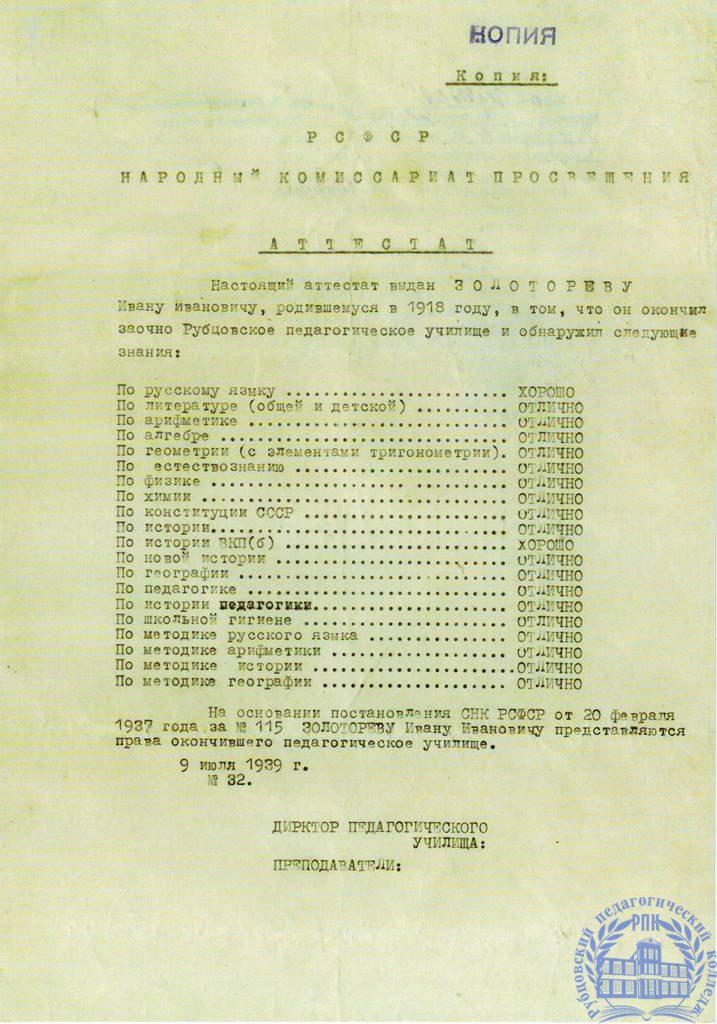 КОПИЯ
Копия:
РСФСР
НАРОДНЫЙ КОМИССАРИАТ ПРОСВЕЩЕНИЯ
АТТЕСТАТ
Настоящий аттестат выдан ЗОЛОТОРЕВУ
Ивану Ивановичу, родившемуся в 1918 году, в том, что он окончил
заочно Рубцовское педагогическое училище и обнаружил следующие
знания:
По русскому языку ........................ ХОРОШО
По литературе (общей и детской) .......... ОТЛИЧНО
По арифметике ............................ ОТЛИЧНО
По алгебре ............................... ОТЛИЧНО
По геометрии (с элементами тригонометрии). ОТЛИЧНО
По естествознанию ....................... ОТЛИЧНО
По физике ................................ ОТЛИЧНО
По химии ................................. ОТЛИЧНО
По конституции СССР ...................... ОТЛИЧНО
По истории................................ ОТЛИЧНО
По истории ВКП(б) ........................ ХОРОШО
По новой истории ......................... ОТЛИЧНО
По географии ............................. ОТЛИЧНО
По педагогике ............................ ОТЛИЧНО
По истории педагогики..................... ОТЛИЧНО
По школьной гигиене ...................... ОТЛИЧНО
По методике русского языка ............... ОТЛИЧНО
По методике арифметики ................... ОТЛИЧНО
По методике истории ......................ОТЛИЧНО
По методике географии .................... ОТЛИЧНО
На основании постановления СНК РСФСР от 20 февраля
1937 года за № 115 ЗОЛОТОРЕВУ Ивану Ивановичу представляются
права окончившего педагогическое училище.
9 июля 1939 г.
№ 32.
ДИРКТОР ПЕДАГОГИЧЕСКОГО
УЧИЛИЩА:
ПРЕПОДАВАТЕЛИ:
Рубцовский педагогический колледж
РПК